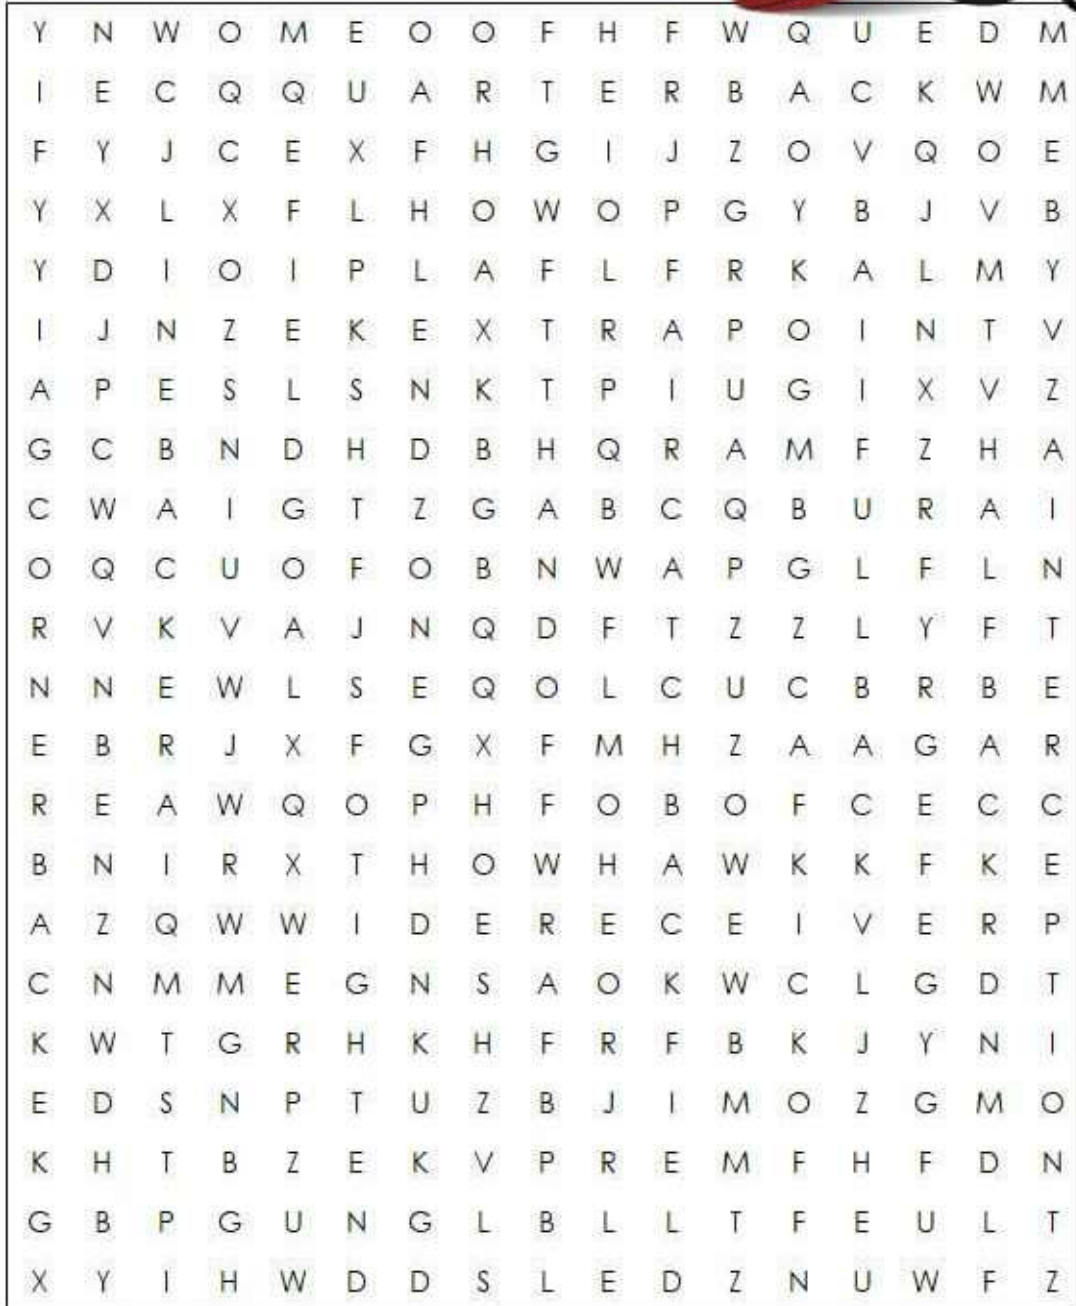 Y N W O M E O O F H F W Q U E D M
I E C Q Q U A R T E R B A C K W M
F Y J C E X F H G I J Z O V Q O E
Y X L X F L H O W O P G Y B J V B
Y D I O I P L A F L F R K A L M Y
I J N Z E K E X T R A P O I N T V
A P E S L S N K T P I U G I X V Z
G C B N D H D B H Q R A M F Z H A
C W A I G T Z G A B C Q B U R A I
O Q C U O F O B N W A P G L F L N
R V K V A J N Q D F T Z Z L Y F T
N N E W L S E Q O L C U C B R B E
E B R J X F G X F M H Z A A G A R
R E A W Q O P H F O B O F C E C C
B N I R X T H O W H A W K K F K E
A Z Q W W I D E R E C E I V E R P
C N M M E G N S A O K W C L G D T
K W T G R H K H F R F B K J Y N I
E D S N P T U Z B J I M O Z G M O
K H T B Z E K V P R E M F H F D N
G B P G U N G L B L L T F E U L T
X Y I H W D D S L E D Z N U W F Z